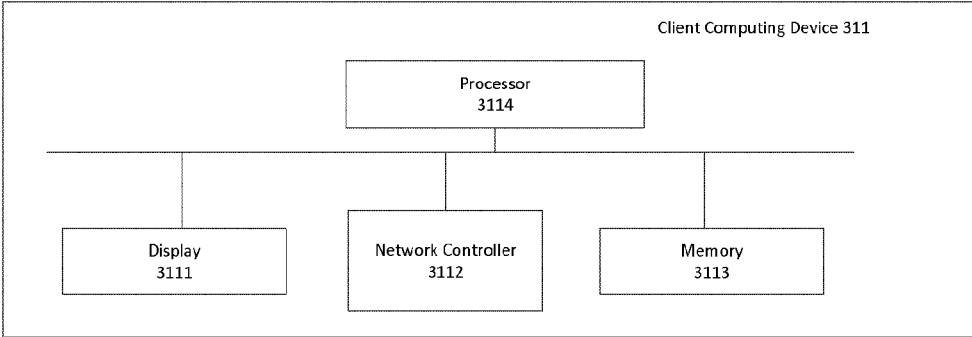 Client Computing Device 311
Processor
3114
Display
3111
Network Controller
3112
Memory
3113